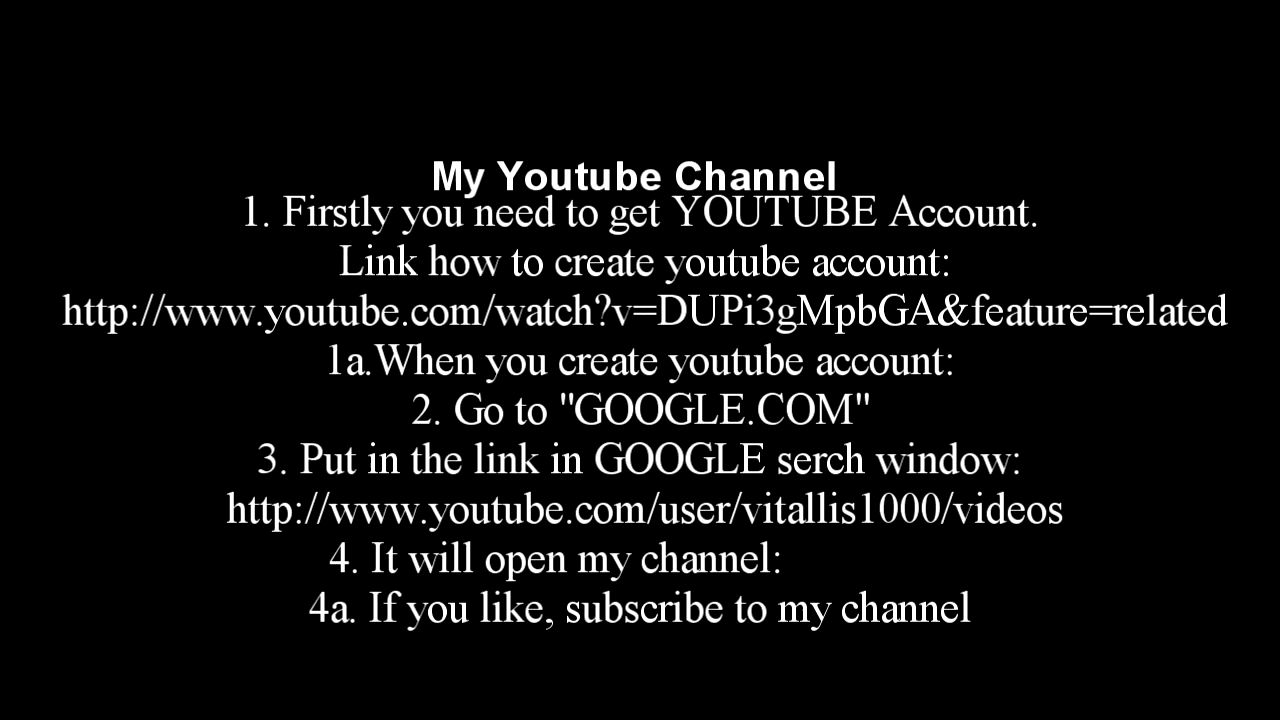 My Youtube Channel
1. Firstly you need to get YOUTUBE Account.
Link how to create youtube account:
http://www.youtube.com/watch?v=DUPi3gMpbGA&feature=related
1a.When you create youtube account:
2. Go to "GOOGLE.COM"
3. Put in the link in GOOGLE serch window:
http://www.youtube.com/user/vitallis1000/videos
4. It will open my channel:
4a. If you like, subscribe to my channel